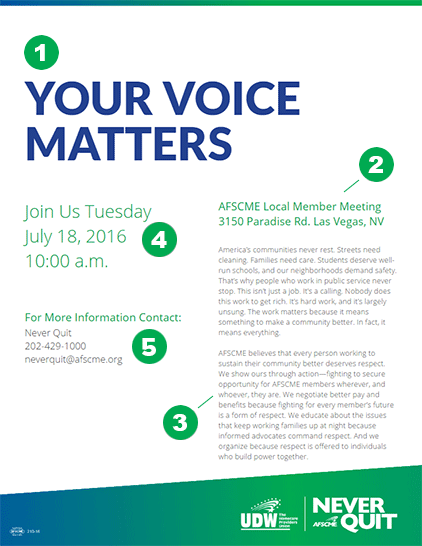 1
YOUR VOICE
MATTERS
2
AFSCME Local Member Meeting
3150 Paradise Rd. Las Vegas, NV
Join Us Tuesday
July 18, 2016
10:00 a.m.
4
America's communities never rest. Streets need
cleaning. Families need care. Students deserve well-
run schools, and our neighborhoods demand safety.
That's why people who work in public service never
stop. This isn't just a job. It's a calling. Nobody does
this work to get rich. It's hard work, and it's largely
unsung. The work matters because it means
something to make a community better. In fact, it
means everything.
For More Information Contact:
Never Quit
202-429-1000
neverquit@afscme.org
5
AFSCME believes that every person working to
sustain their community better deserves respect.
We show ours through action—fighting to secure
opportunity for AFSCME members wherever, and
whoever, they are. We negotiate better pay and
benefits because fighting for every member's future
is a form of respect. We educate about the issues
that keep working families up at night because
informed advocates command respect. And we
organize because respect is offered to individuals
who build power together.
3
UDW The
Homecare
Providers
Union
NEVER
AFSCME QUIT